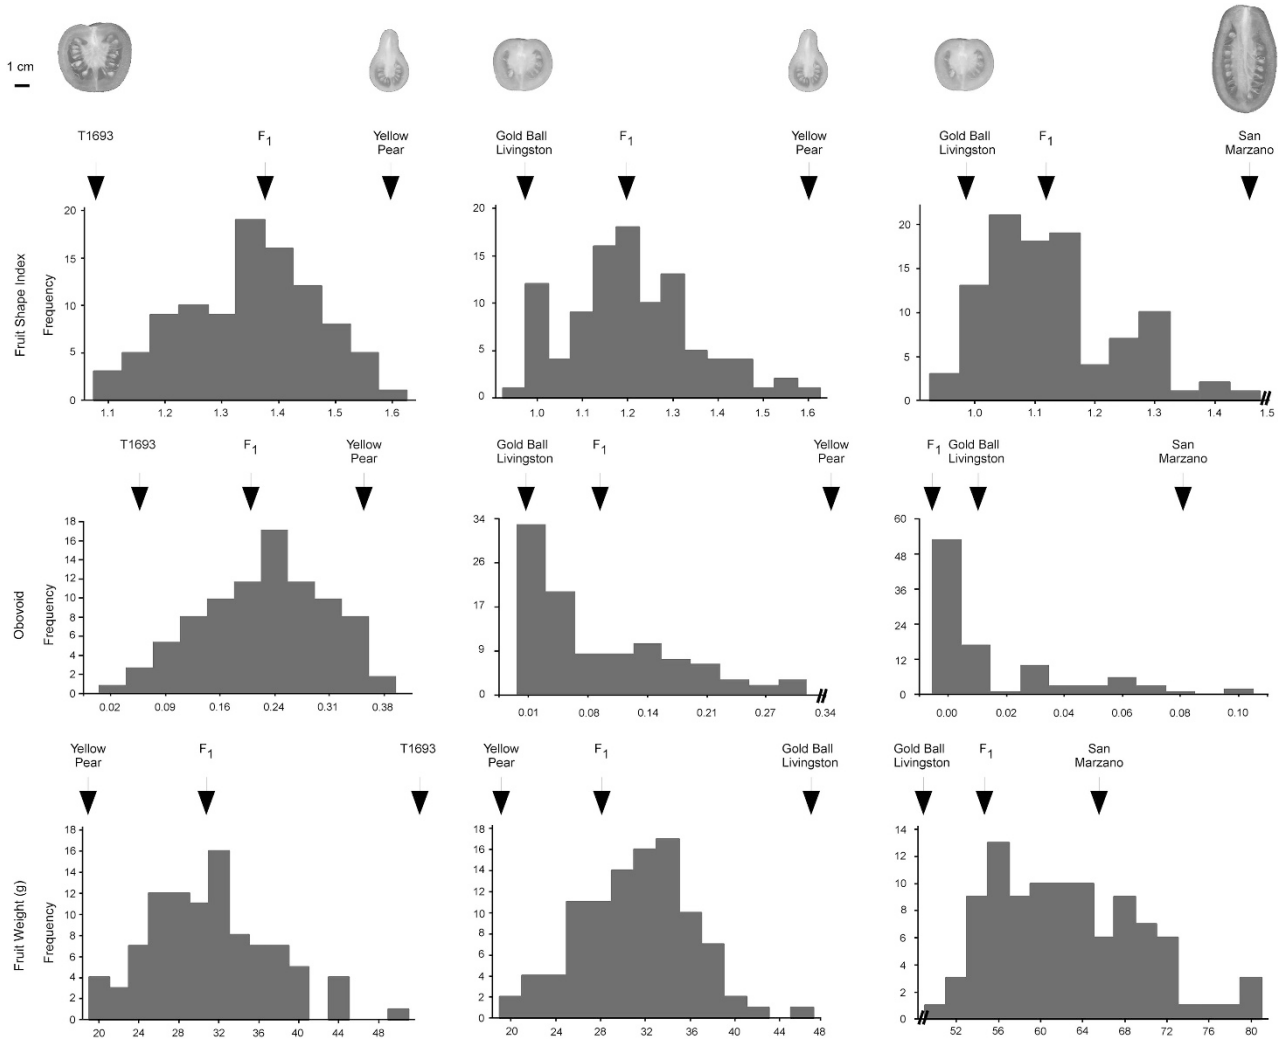 1 cm
T1693
F1
Yellow
Pear
Gold Ball
Livingston
F1
Yellow
Pear
Gold Ball
Livingston
F1
San
Marzano
Fruit Shape Index
Frequency
20
15
10
5
0
1.1 1.2 1.3 1.4 1.5 1.6
20
15
10
5
0
1.0 1.1 1.2 1.3 1.4 1.5 1.6
20
15
10
5
0
1.0 1.1 1.2 1.3 1.4 1.5
T1693
F1
Yellow
Pear
Gold Ball
Livingston
F1
Yellow
Pear
F1
Gold Ball
Livingston
San
Marzano
Obovoid
Frequency
18
16
14
12
10
8
6
4
2
0
0.02 0.09 0.16 0.24 0.31 0.38
34
26
17
9
0
0.01 0.08 0.14 0.21 0.27 0.34
60
48
36
24
12
0
0.00 0.02 0.04 0.06 0.08 0.10
Yellow
Pear
F1
T1693
Yellow
Pear
F1
Gold Ball
Livingston
Gold Ball
Livingston
F1
San
Marzano
Fruit Weight (g)
Frequency
18
16
14
12
10
8
6
4
2
0
20 24 28 32 36 40 44 48
18
16
14
12
10
8
6
4
2
0
20 24 28 32 36 40 44 48
14
12
10
8
6
4
2
0
52 56 60 64 68 72 76 80